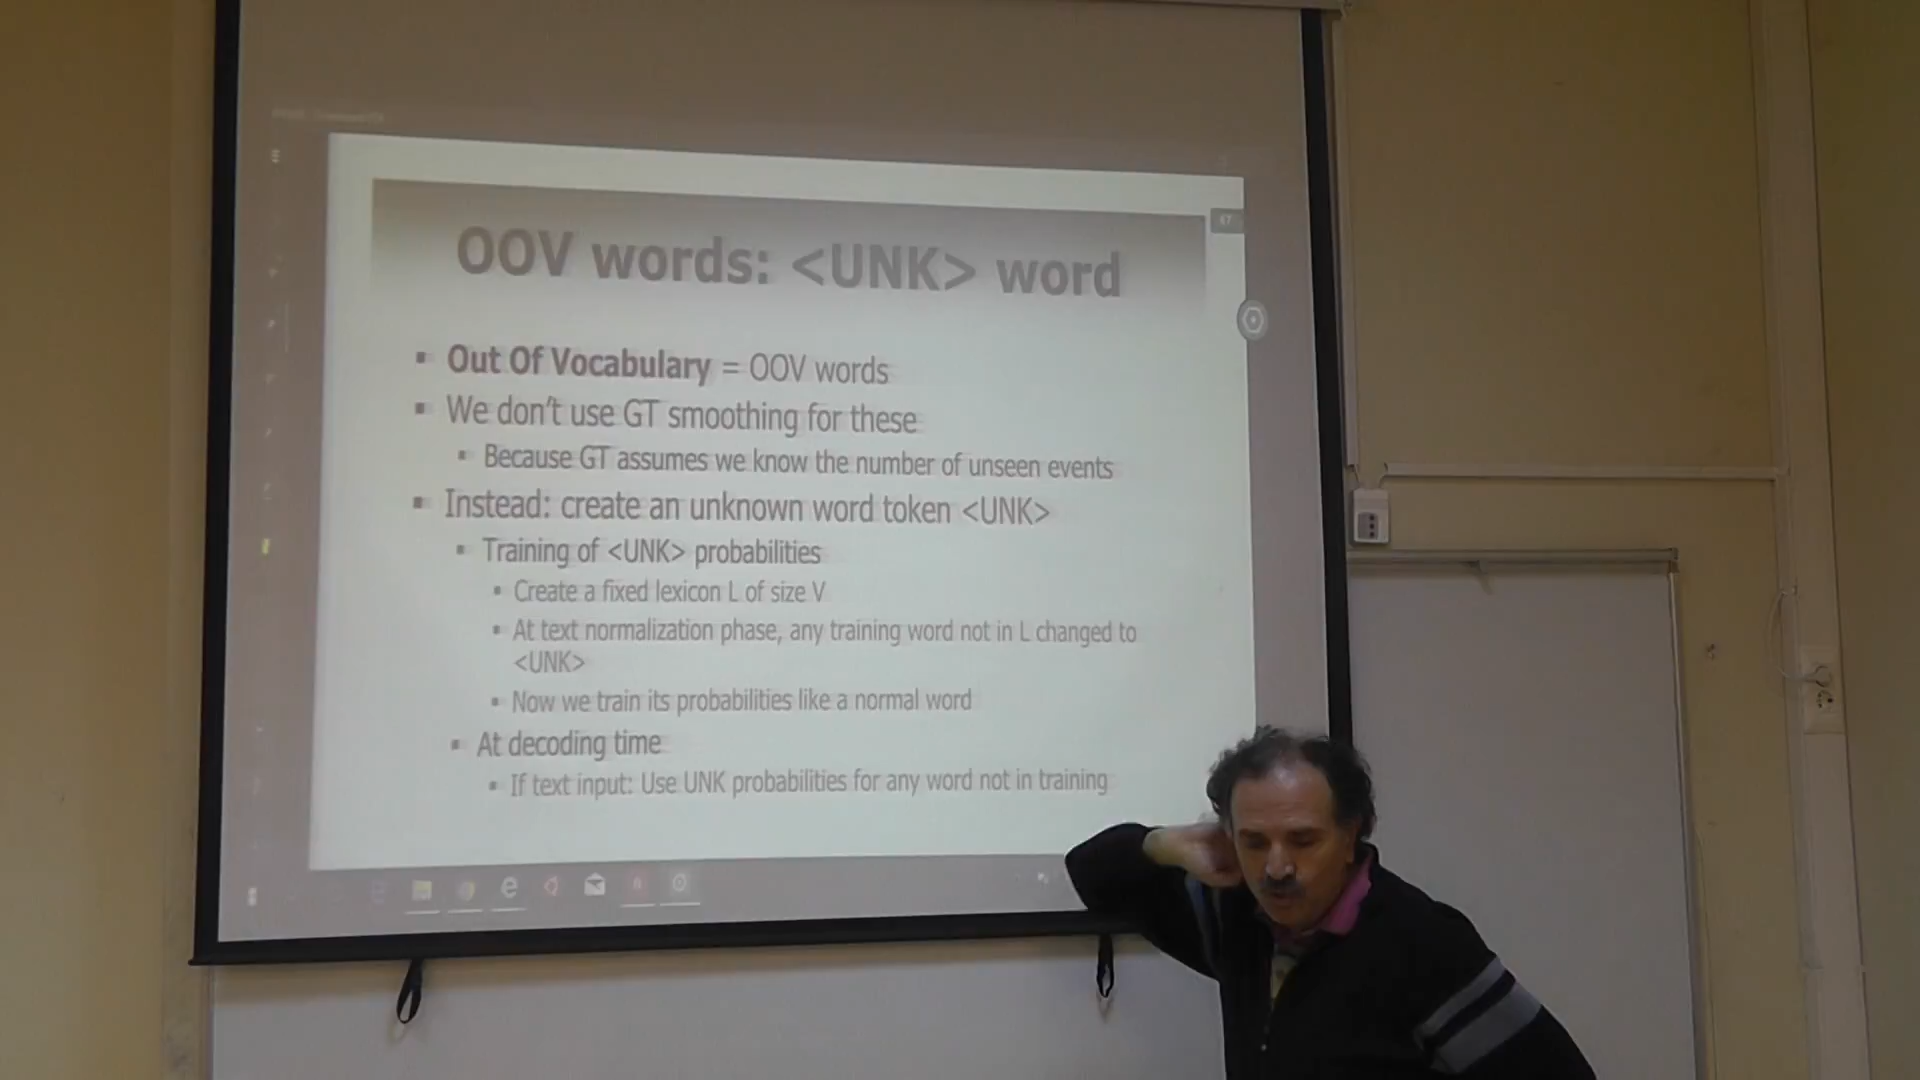 67
OOV words: <UNK> word
Out Of Vocabulary = OOV words
We don't use GT smoothing for these
Because GT assumes we know the number of unseen events
Instead: create an unknown word token <UNK>
Training of <UNK> probabilities
Create a fixed lexicon L of size V
At text normalization phase, any training word not in L changed to
<UNK>
Now we train its probabilities like a normal word
At decoding time
If text input: Use UNK probabilities for any word not in training